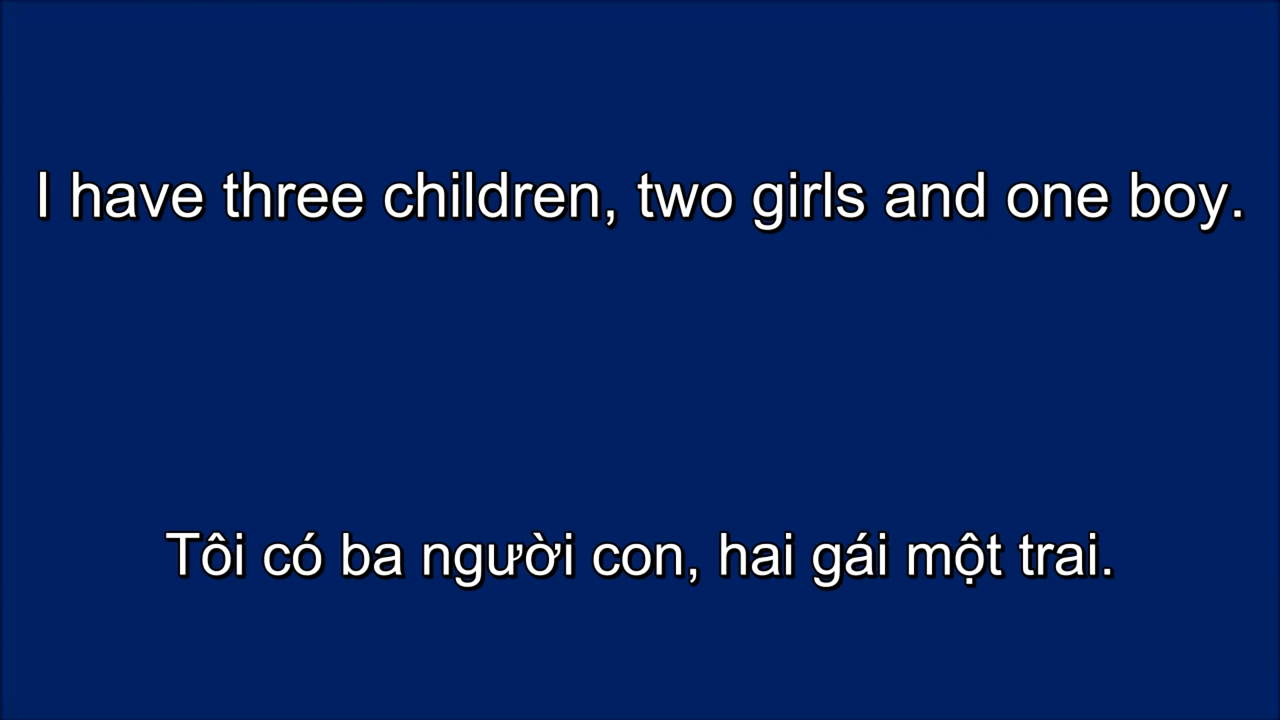 I have three children, two girls and one boy.
Tôi có ba người con, hai gái một trai.